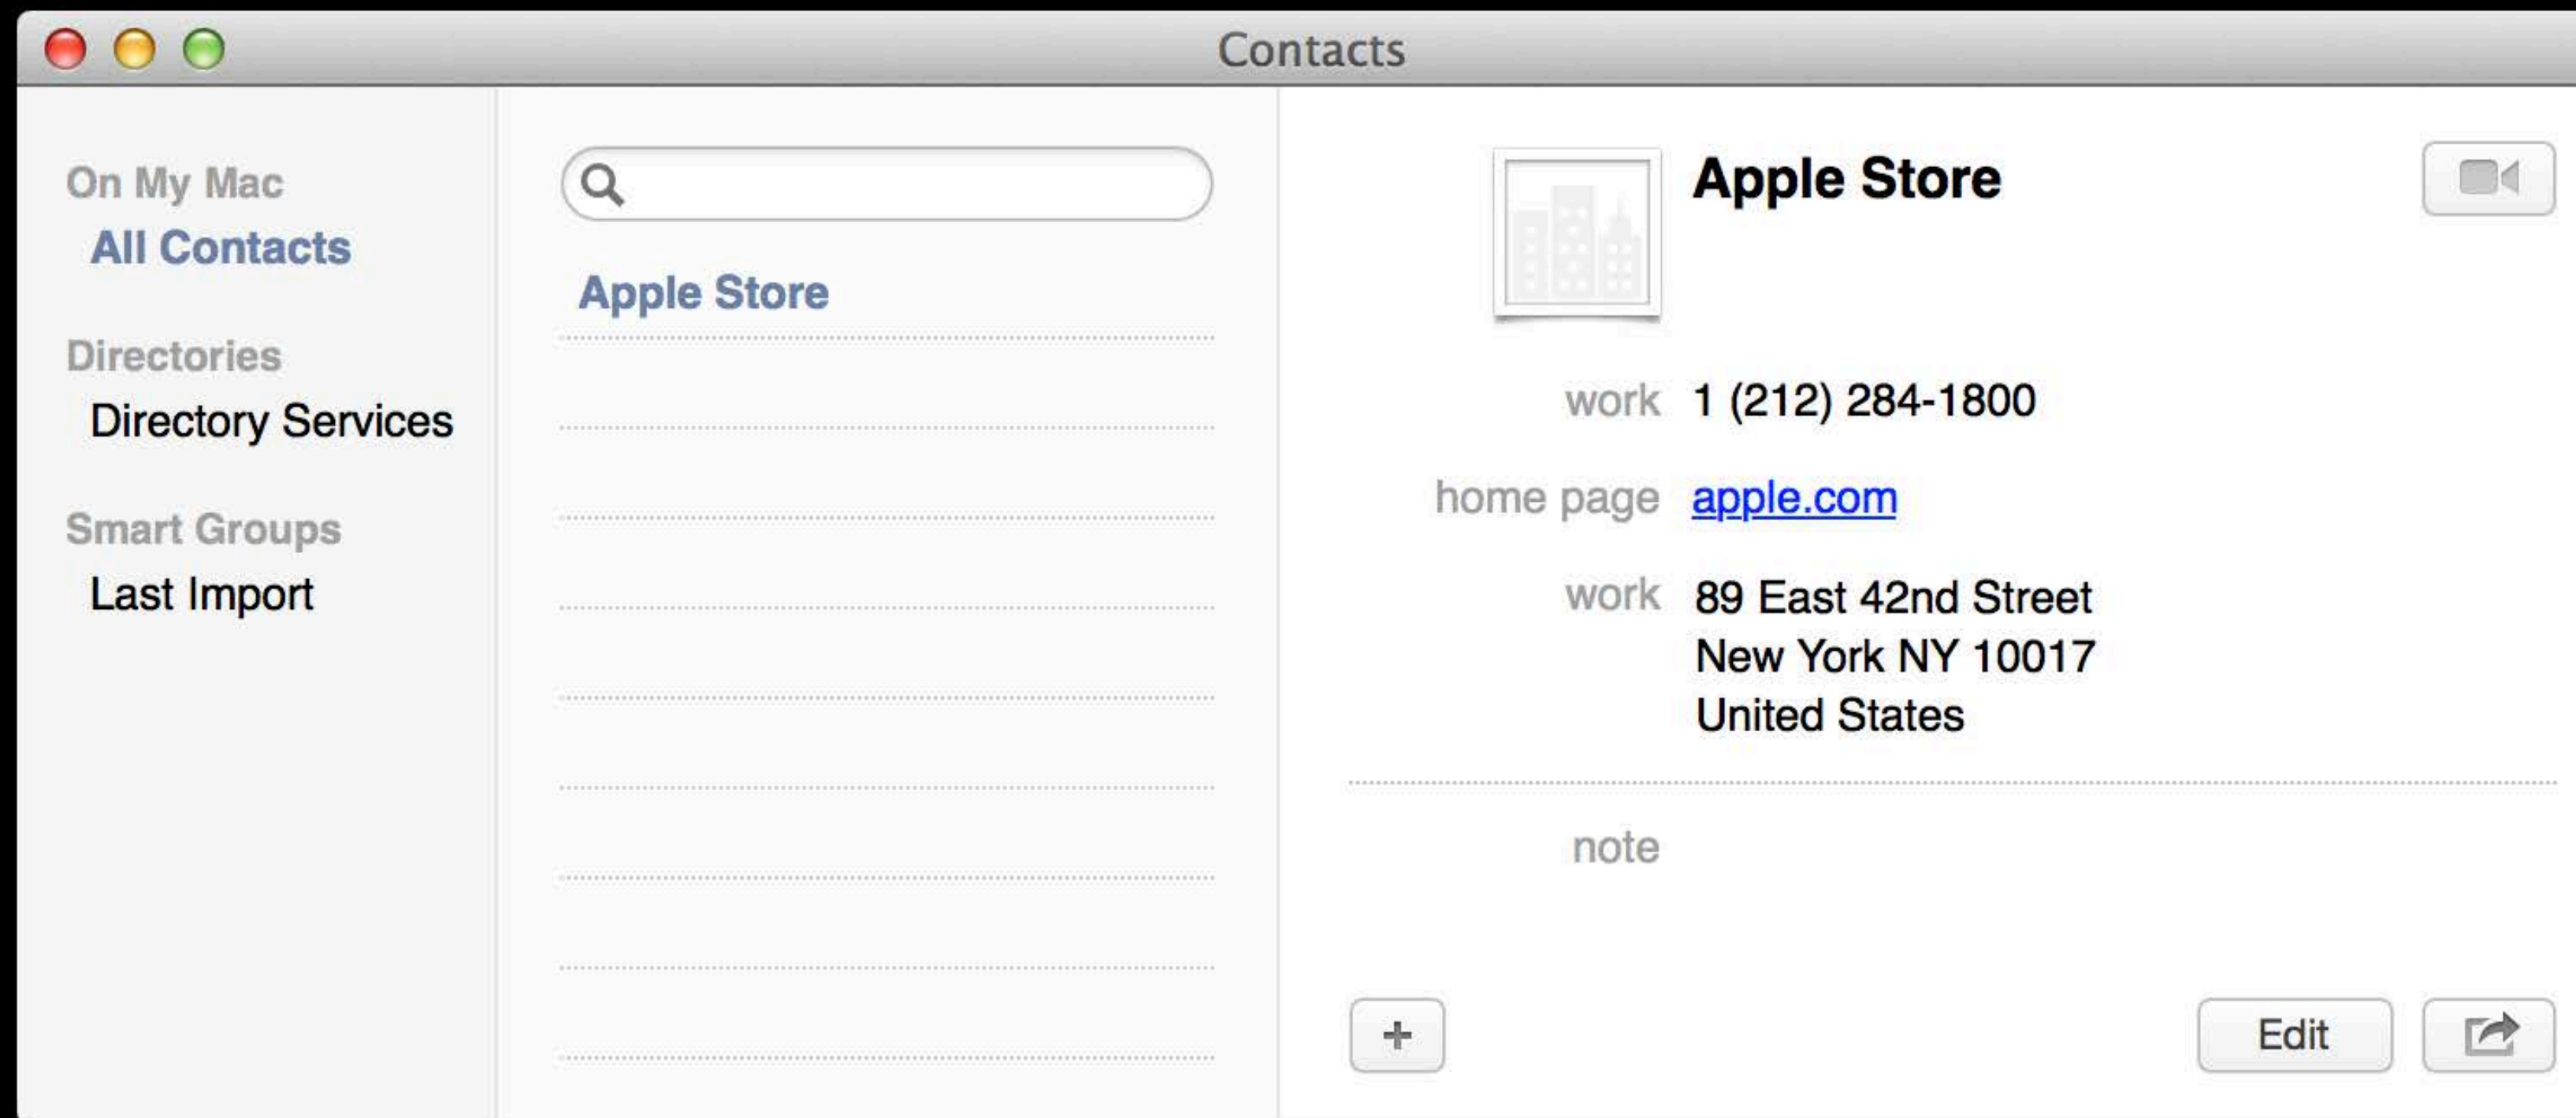 Contacts
On My Mac
All Contacts
Directories
Directory Services
Smart Groups
Last Import
Apple Store
Apple Store
work 1 (212) 284-1800
home page apple.com
work 89 East 42nd Street
New York NY 10017
United States
note
+
Edit